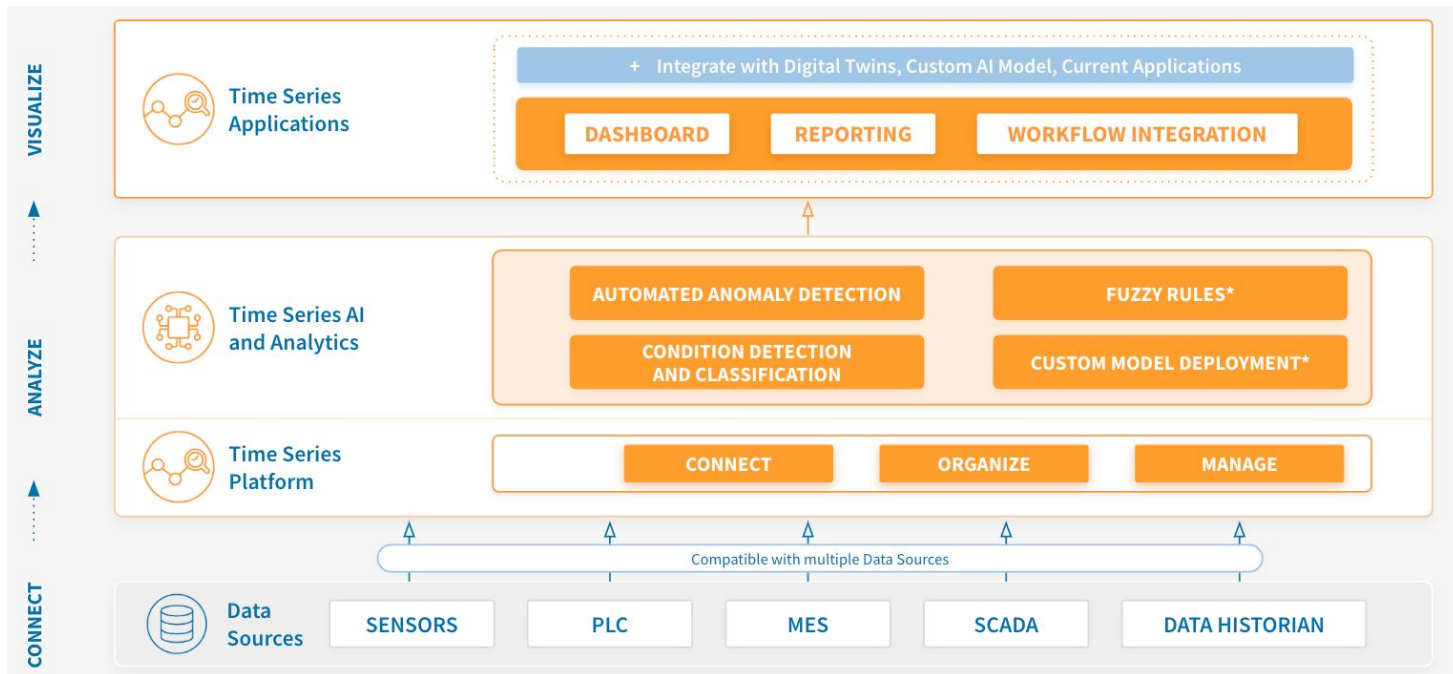 VISUALIZE
Time Series
Applications
+ Integrate with Digital Twins, Custom AI Model, Current Applications
DASHBOARD
REPORTING
WORKFLOW INTEGRATION
ANALYZE
Time Series AI
and Analytics
AUTOMATED ANOMALY DETECTION
FUZZY RULES*
CONDITION DETECTION
AND CLASSIFICATION
CUSTOM MODEL DEPLOYMENT*
Time Series
Platform
CONNECT
ORGANIZE
MANAGE
Compatible with multiple Data Sources
CONNECT
Data
Sources
SENSORS
PLC
MES
SCADA
DATA HISTORIAN